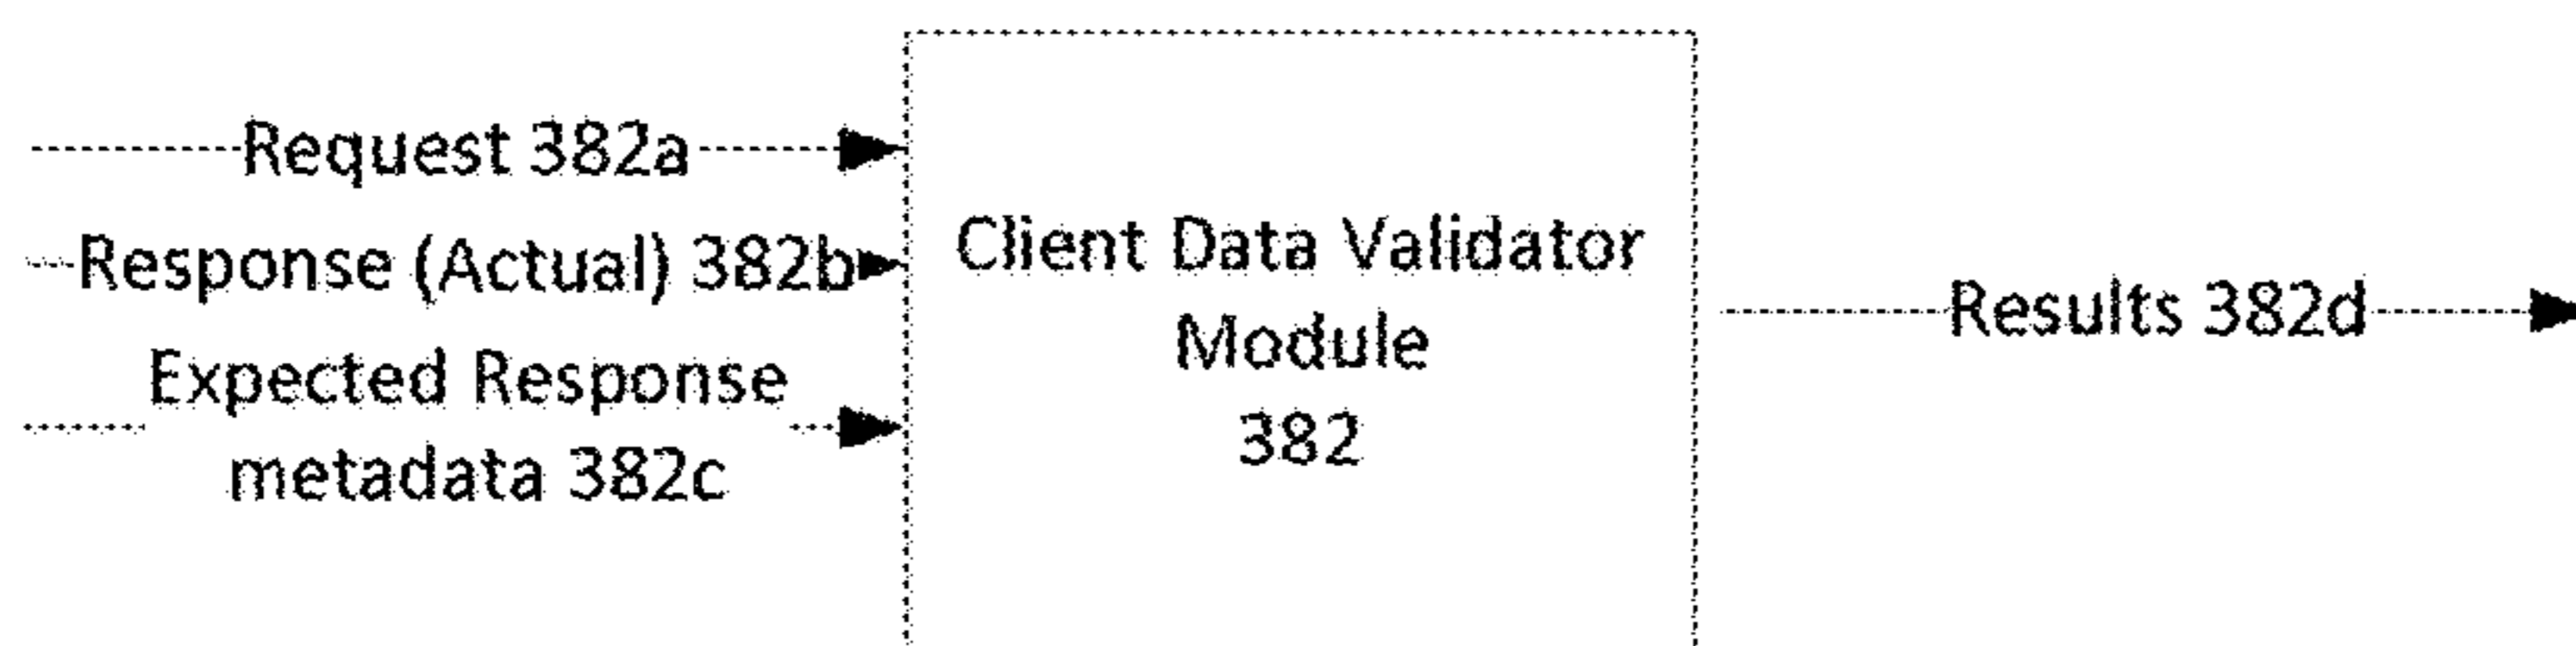 Request 382a
Response (Actual) 382b
Expected Response
metadata 382c
Client Data Validator
Module
382
Results 382d